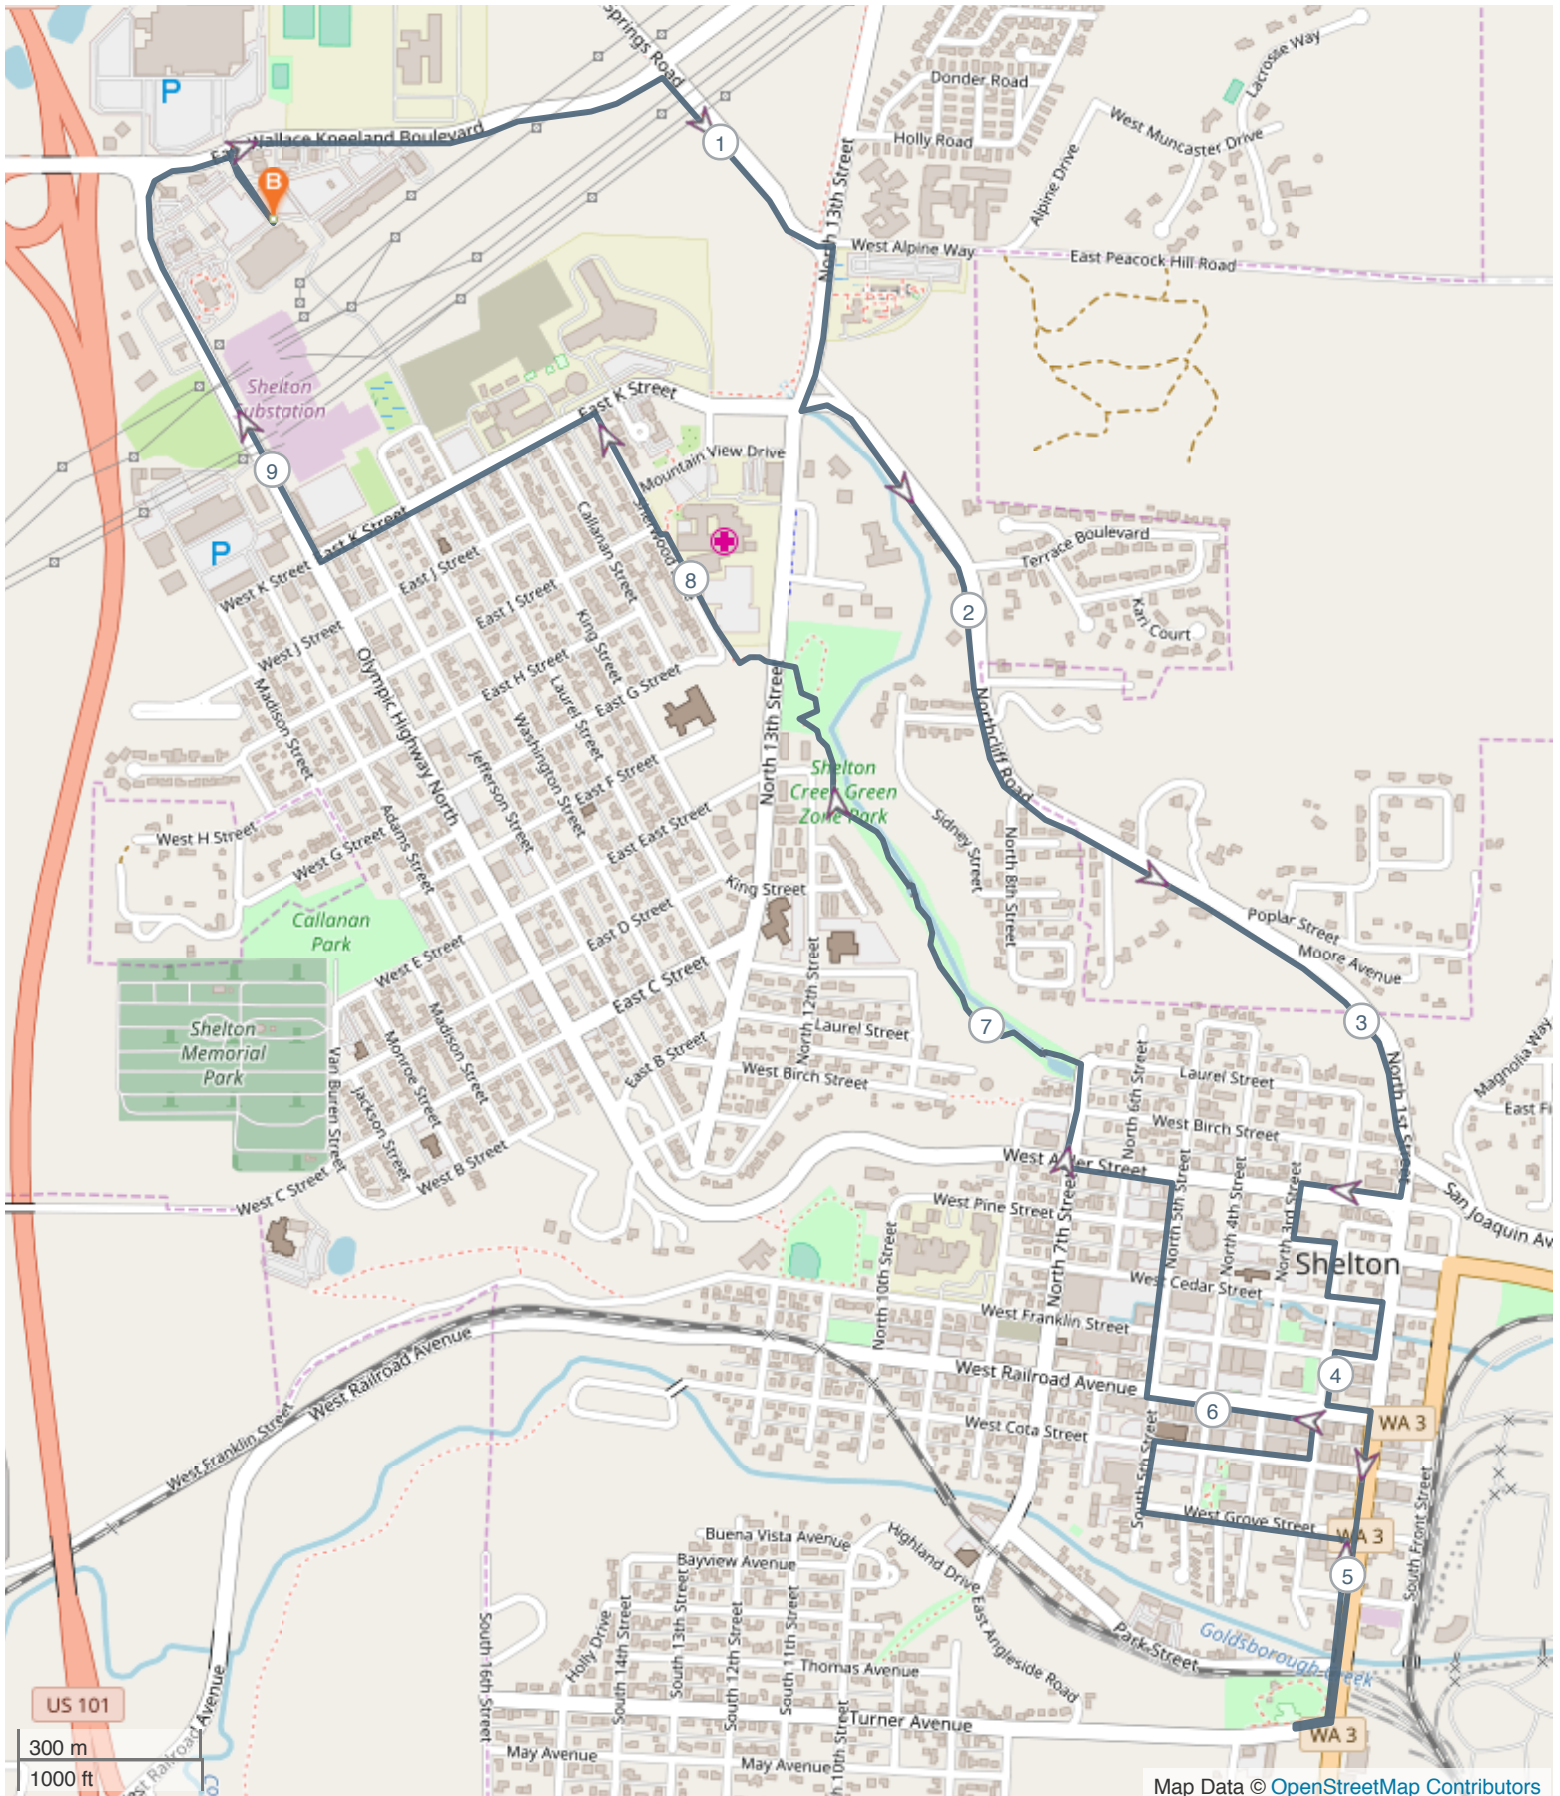 Springs Road
P
Wallace Kneeland Boulevard
B
1
Donder Road
Holly Road
Lacrosse Way
West Muncaster Drive
Alpine Drive
North 13th Street
North 13th Street
West Alpine Way
East Peacock Hill Road
Shelton
Substation
East K Street
Mountain View Drive
9
P
East K Street
West K Street
East J Street
Callanan Street
Sherwood
8
East I Street
King Street
Terrace Boulevard
2
Karr Court
West J Street
Olympic Highway North
East H Street
Laurel Street
East G Street
Madison Street
Washington Street
Jefferson Street
North 13th Street
East F Street
Northcliff Road
Shelton
Creek Green
Zone Park
Sidney Street
North 8th Street
West H Street
West G Street
Adams Street
East East Street
King Street
Callanan
Park
East D Street
West E Street
East C Street
North 12th Street
Poplar Street
Moore Avenue
3
Shelton
Memorial
Park
Madison Street
Monroe Street
Jackson Street
Van Buren Street
Laurel Street
7
East B Street
West Birch Street
North 6th Street
Laurel Street
North 1st Street
Magnolia Way
East Fi
West Birch Street
West B Street
West C Street
West Alder Street
West Pine Street
North 7th Street
North 5th Street
North 4th Street
North 3rd Street
San Joaquin Av
Shelton
North 10th Street
West Cedar Street
West Franklin Street
West Railroad Avenue
West Railroad Avenue
4
6
WA 3
West Cota Street
South 5th Street
West Franklin Street
West Grove Street
WA 3
South Front Street
Buena Vista Avenue
Highland Drive
Bayview Avenue
5
East Angleside Road
Park Street
Goldsborough Creek
Holly Drive
South 16th Street
South 14th Street
South 13th Street
South 12th Street
South 11th Street
Thomas Avenue
US 101
Turner Avenue
WA 3
May Avenue
May Avenue
h 10th Street
est Railroad Avenue
300 m
1000 ft
Map Data © OpenStreetMap Contributors